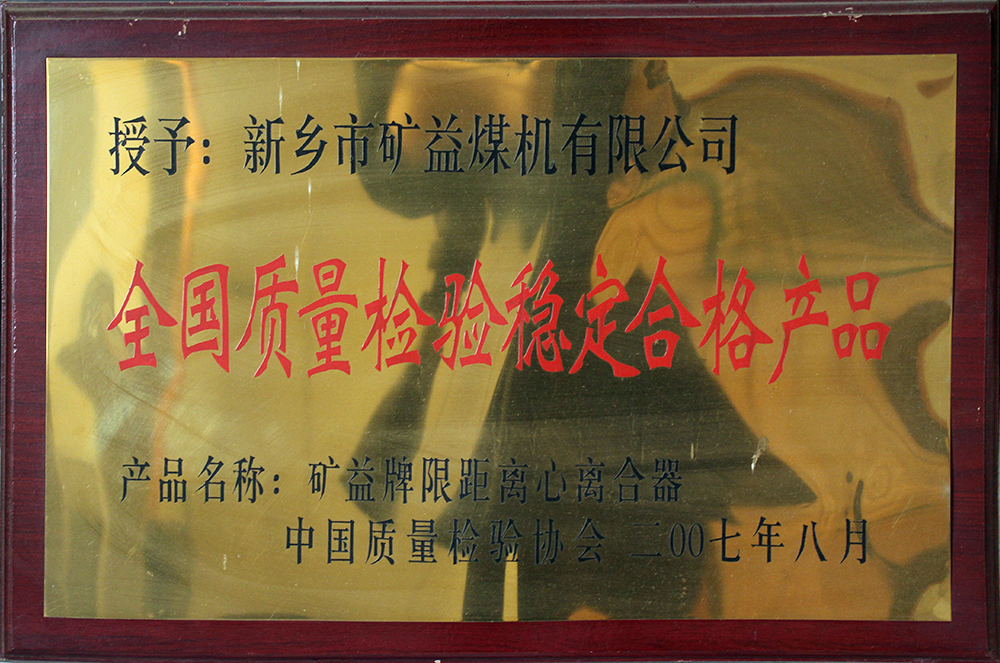 授予：新乡市矿益煤机有限公司
全国质量检验稳定合格产品
产品名称：矿益牌限距离心离合器
中国质量检验协会 二00七年八月